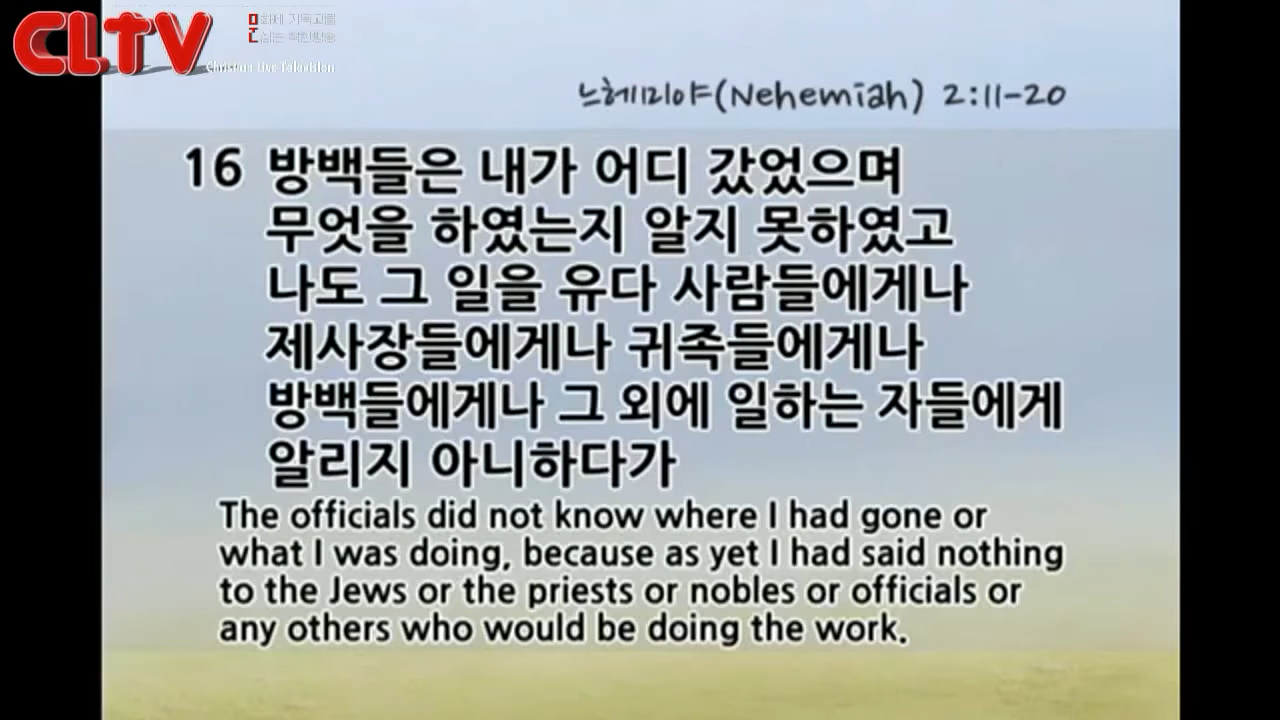 CLTV
Christian Live Television
느헤미야(Nehemiah) 2:11-20
16 방백들은 내가 어디 갔었으며
무엇을 하였는지 알지 못하였고
나도 그 일을 유다 사람들에게나
제사장들에게나 귀족들에게나
방백들에게나 그 외에 일하는 자들에게
알리지 아니하다가
The officials did not know where I had gone or
what I was doing, because as yet I had said nothing
to the Jews or the priests or nobles or officials or
any others who would be doing the work.